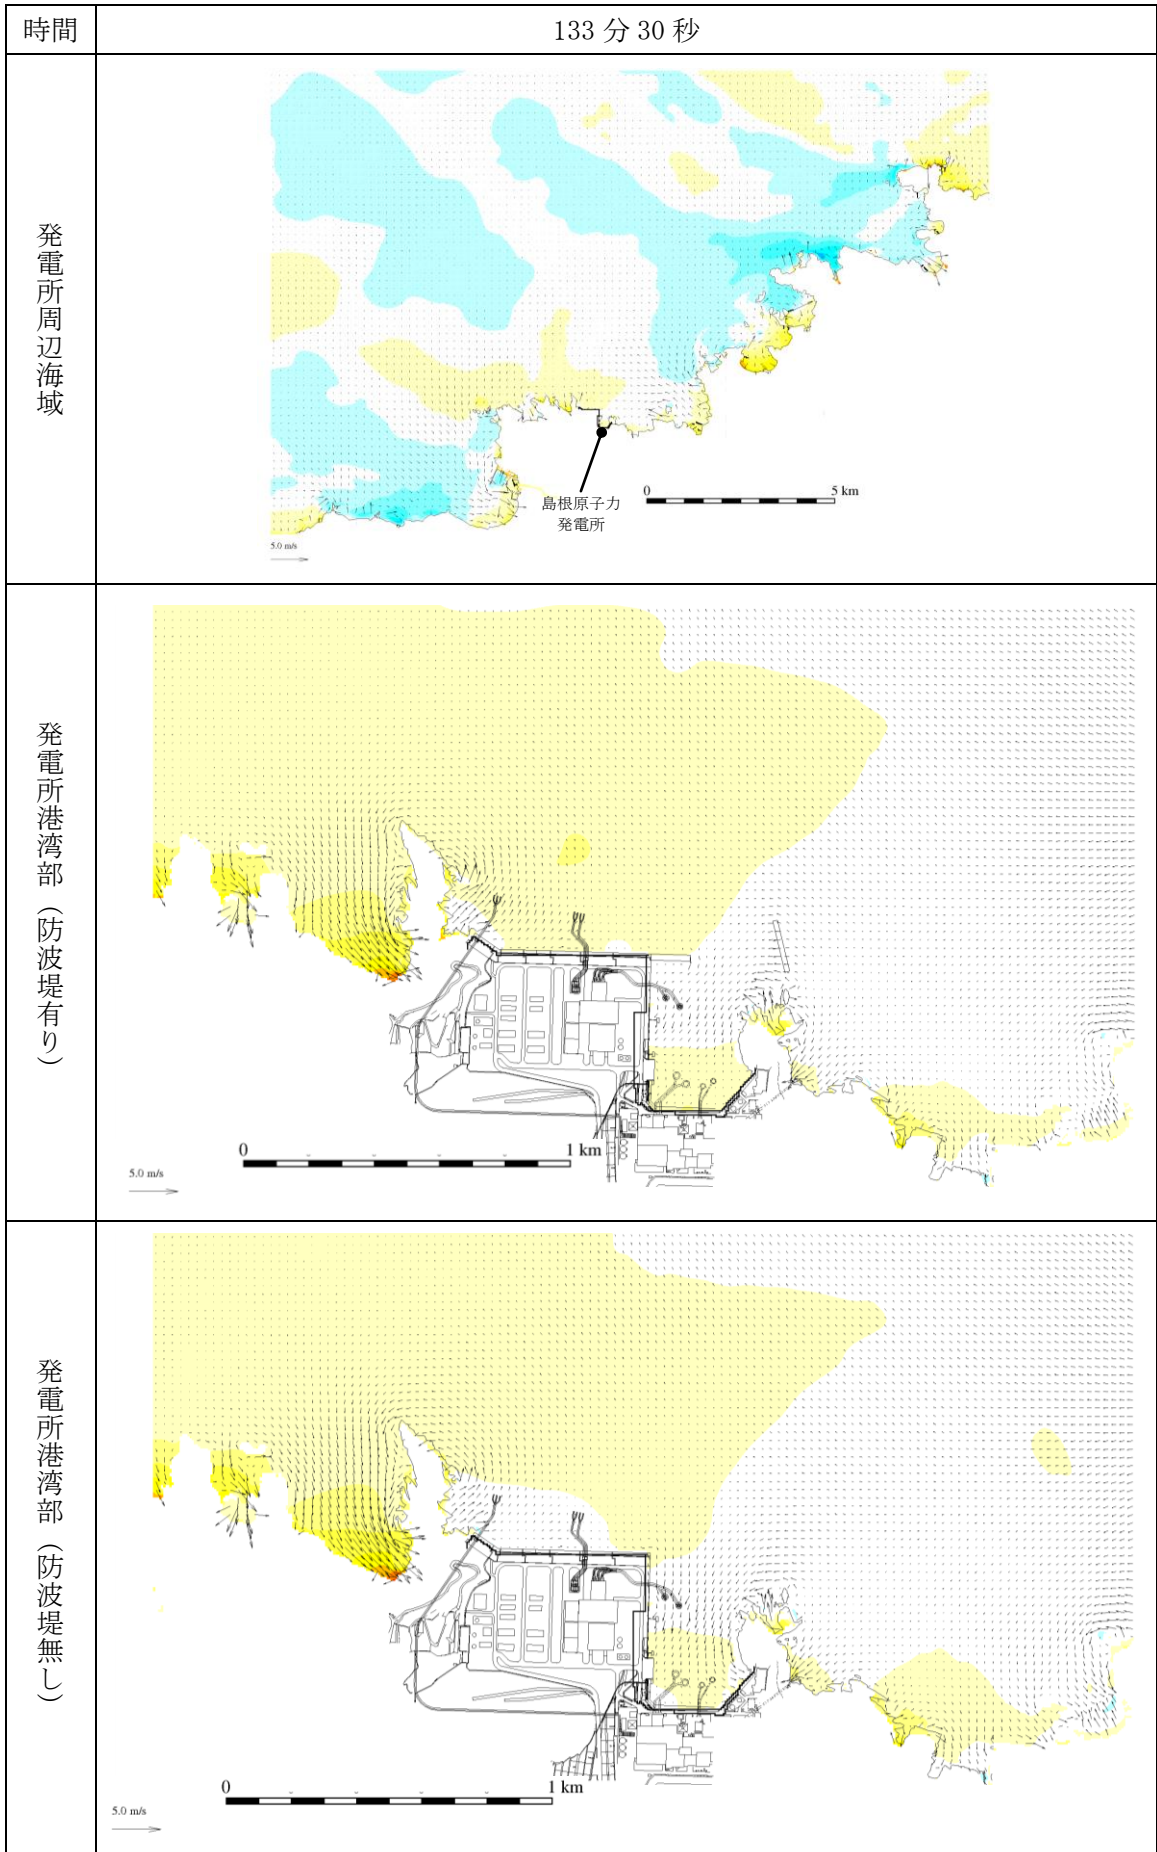 時間
133 分 30 秒
発電所周辺海域
島根原子力
発電所
0 5 km
5.0 m/s
発電所港湾部（防波堤有り）
0 1 km
5.0 m/s
発電所港湾部（防波堤無し）
0 1 km
5.0 m/s